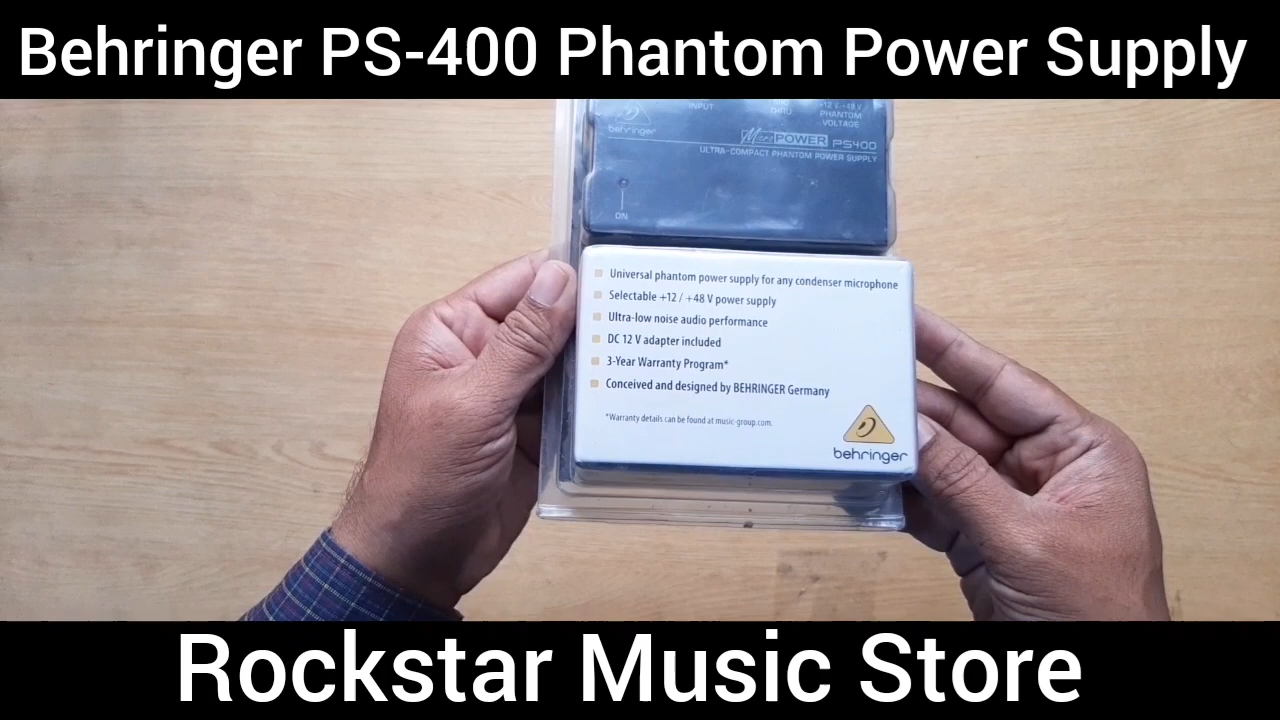 Behringer PS-400 Phantom Power Supply
INPUT
THRU
+12 V - +48 V
PHANTOM
VOLTAGE
behringer
MicroPOWER PS400
ULTRA-COMPACT PHANTOM POWER SUPPLY
ON
Universal phantom power supply for any condenser microphone
Selectable +12 / +48 V power supply
Ultra-low noise audio performance
DC 12 V adapter included
3-Year Warranty Program*
Conceived and designed by BEHRINGER Germany
*Warranty details can be found at music-group.com.
behringer
Rockstar Music Store